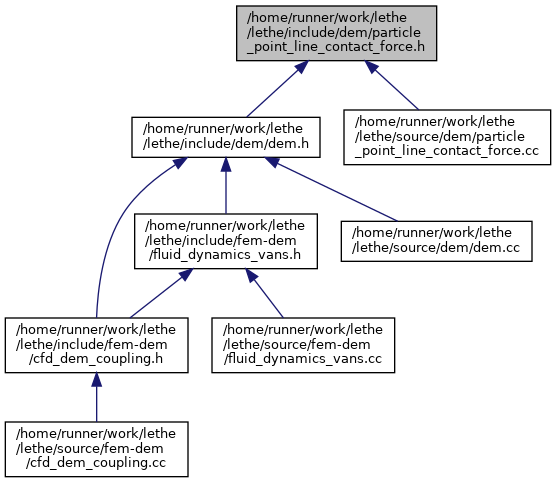 /home/runner/work/lethe
/lethe/include/dem/particle
_point_line_contact_force.h
/home/runner/work/lethe
/lethe/include/dem/dem.h
/home/runner/work/lethe
/lethe/source/dem/particle
_point_line_contact_force.cc
/home/runner/work/lethe
/lethe/include/fem-dem
/fluid_dynamics_vans.h
/home/runner/work/lethe
/lethe/source/dem/dem.cc
/home/runner/work/lethe
/lethe/include/fem-dem
/cfd_dem_coupling.h
/home/runner/work/lethe
/lethe/source/fem-dem
/fluid_dynamics_vans.cc
/home/runner/work/lethe
/lethe/source/fem-dem
/cfd_dem_coupling.cc